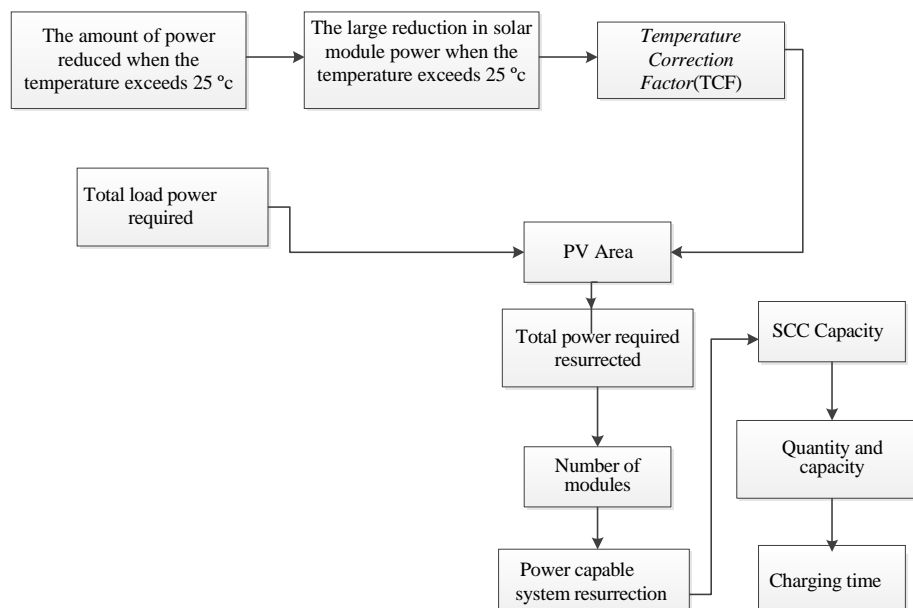 The amount of power
reduced when the
temperature exceeds 25 ºc
The large reduction in solar
module power when the
temperature exceeds 25 ºc
Temperature
Correction
Factor(TCF)
Total load power
required
PV Area
Total power required
resurrected
SCC Capacity
Number of
modules
Quantity and
capacity
Power capable
system resurrection
Charging time